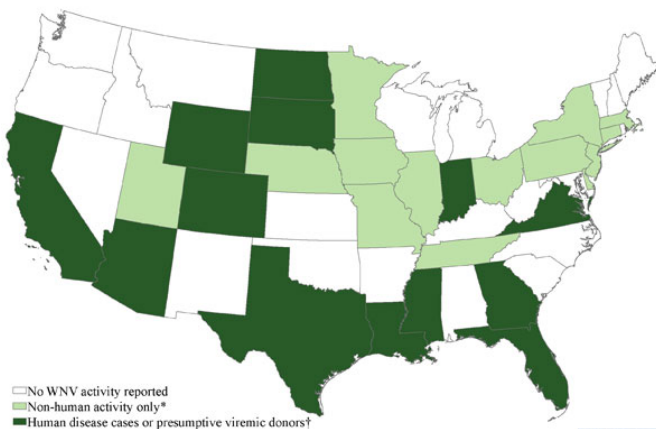 No WNV activity reported
Non-human activity only*
Human disease cases or presumptive viremic donors†